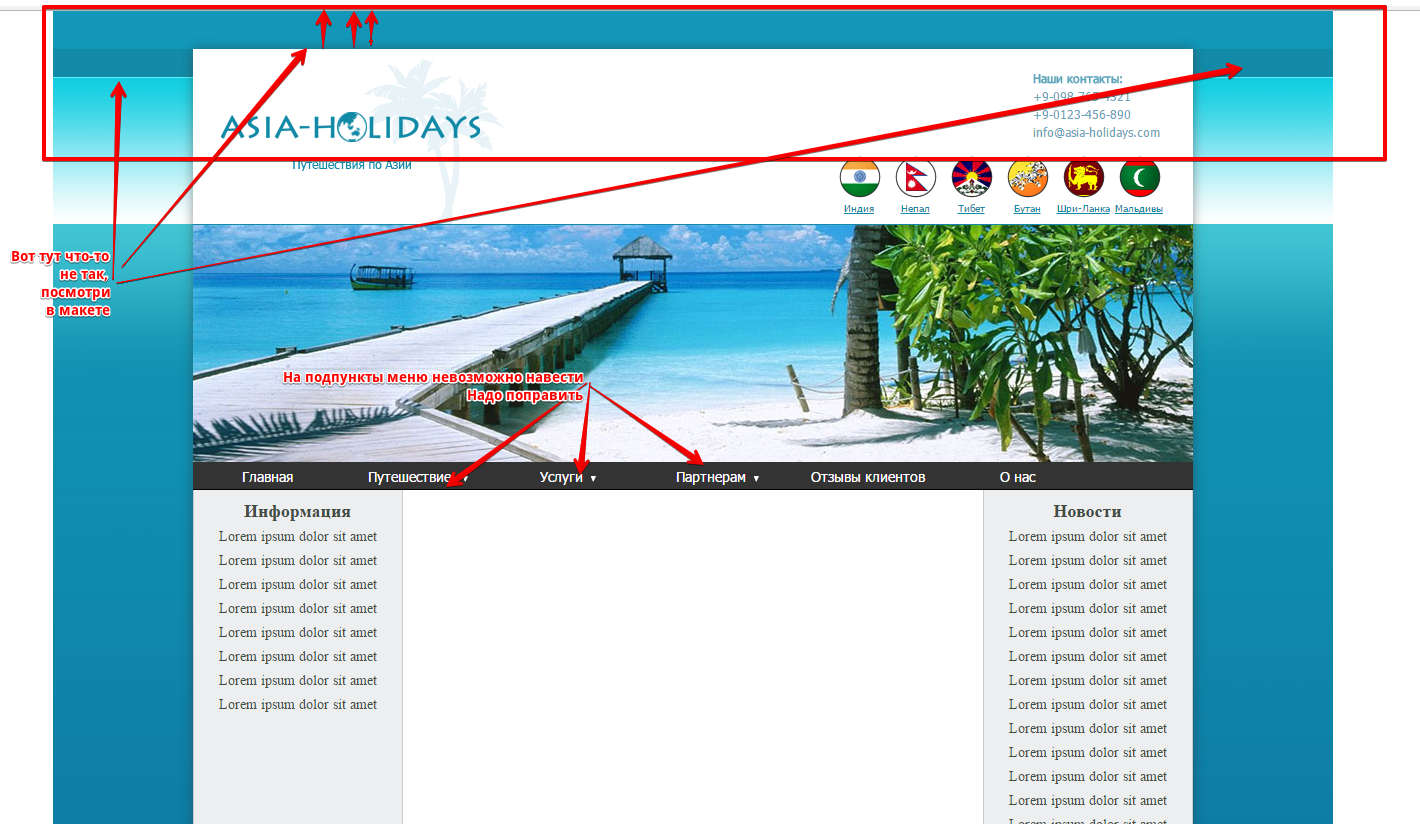 Наши контакты:
+9-098-765-4321
+9-0123-456-890
info@asia-holidays.com
ASIA-HOLIDAYS
Путешествия по Азии
Индия
Непал
Тибет
Бутан
Шри-Ланка
Мальдивы
Вот тут что-то
не так,
посмотри
в макете
На подпункты меню невозможно навести
Надо поправить
Главная
Путешествие ▾
Услуги ▾
Партнерам ▾
Отзывы клиентов
О нас
Информация
Lorem ipsum dolor sit amet
Lorem ipsum dolor sit amet
Lorem ipsum dolor sit amet
Lorem ipsum dolor sit amet
Lorem ipsum dolor sit amet
Lorem ipsum dolor sit amet
Lorem ipsum dolor sit amet
Lorem ipsum dolor sit amet
Новости
Lorem ipsum dolor sit amet
Lorem ipsum dolor sit amet
Lorem ipsum dolor sit amet
Lorem ipsum dolor sit amet
Lorem ipsum dolor sit amet
Lorem ipsum dolor sit amet
Lorem ipsum dolor sit amet
Lorem ipsum dolor sit amet
Lorem ipsum dolor sit amet
Lorem ipsum dolor sit amet
Lorem ipsum dolor sit amet
Lorem ipsum dolor sit amet
Lorem ipsum dolor sit amet